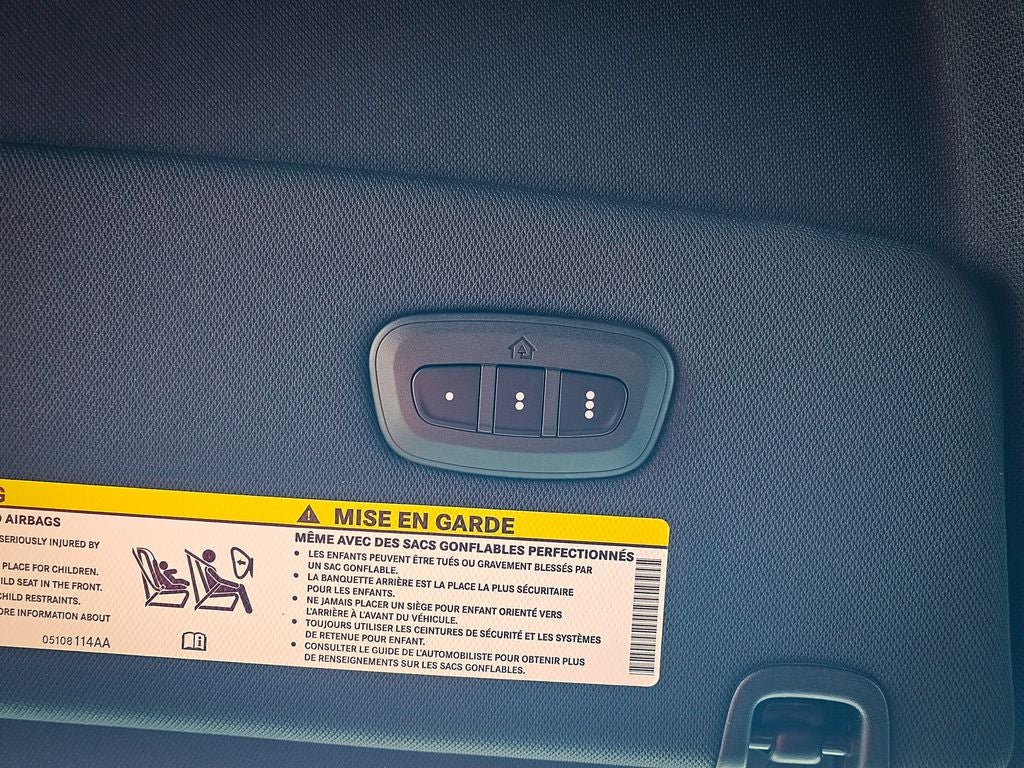 G
AIRBAGS
SERIOUSLY INJURED BY
PLACE FOR CHILDREN.
ILD SEAT IN THE FRONT.
CHILD RESTRAINTS.
ORE INFORMATION ABOUT
05108114AA
MISE EN GARDE
MÊME AVEC DES SACS GONFLABLES PERFECTIONNÉS
• LES ENFANTS PEUVENT ÊTRE TUÉS OU GRAVEMENT BLESSÉS PAR
UN SAC GONFLABLE.
• LA BANQUETTE ARRIÈRE EST LA PLACE LA PLUS SÉCURITAIRE
POUR LES ENFANTS.
• NE JAMAIS PLACER UN SIÈGE POUR ENFANT ORIENTÉ VERS
L'ARRIÈRE À L'AVANT DU VÉHICULE.
• TOUJOURS UTILISER LES CEINTURES DE SÉCURITÉ ET LES SYSTÈMES
DE RETENUE POUR ENFANT.
• CONSULTER LE GUIDE DE L'AUTOMOBILISTE POUR OBTENIR PLUS
DE RENSEIGNEMENTS SUR LES SACS GONFLABLES.